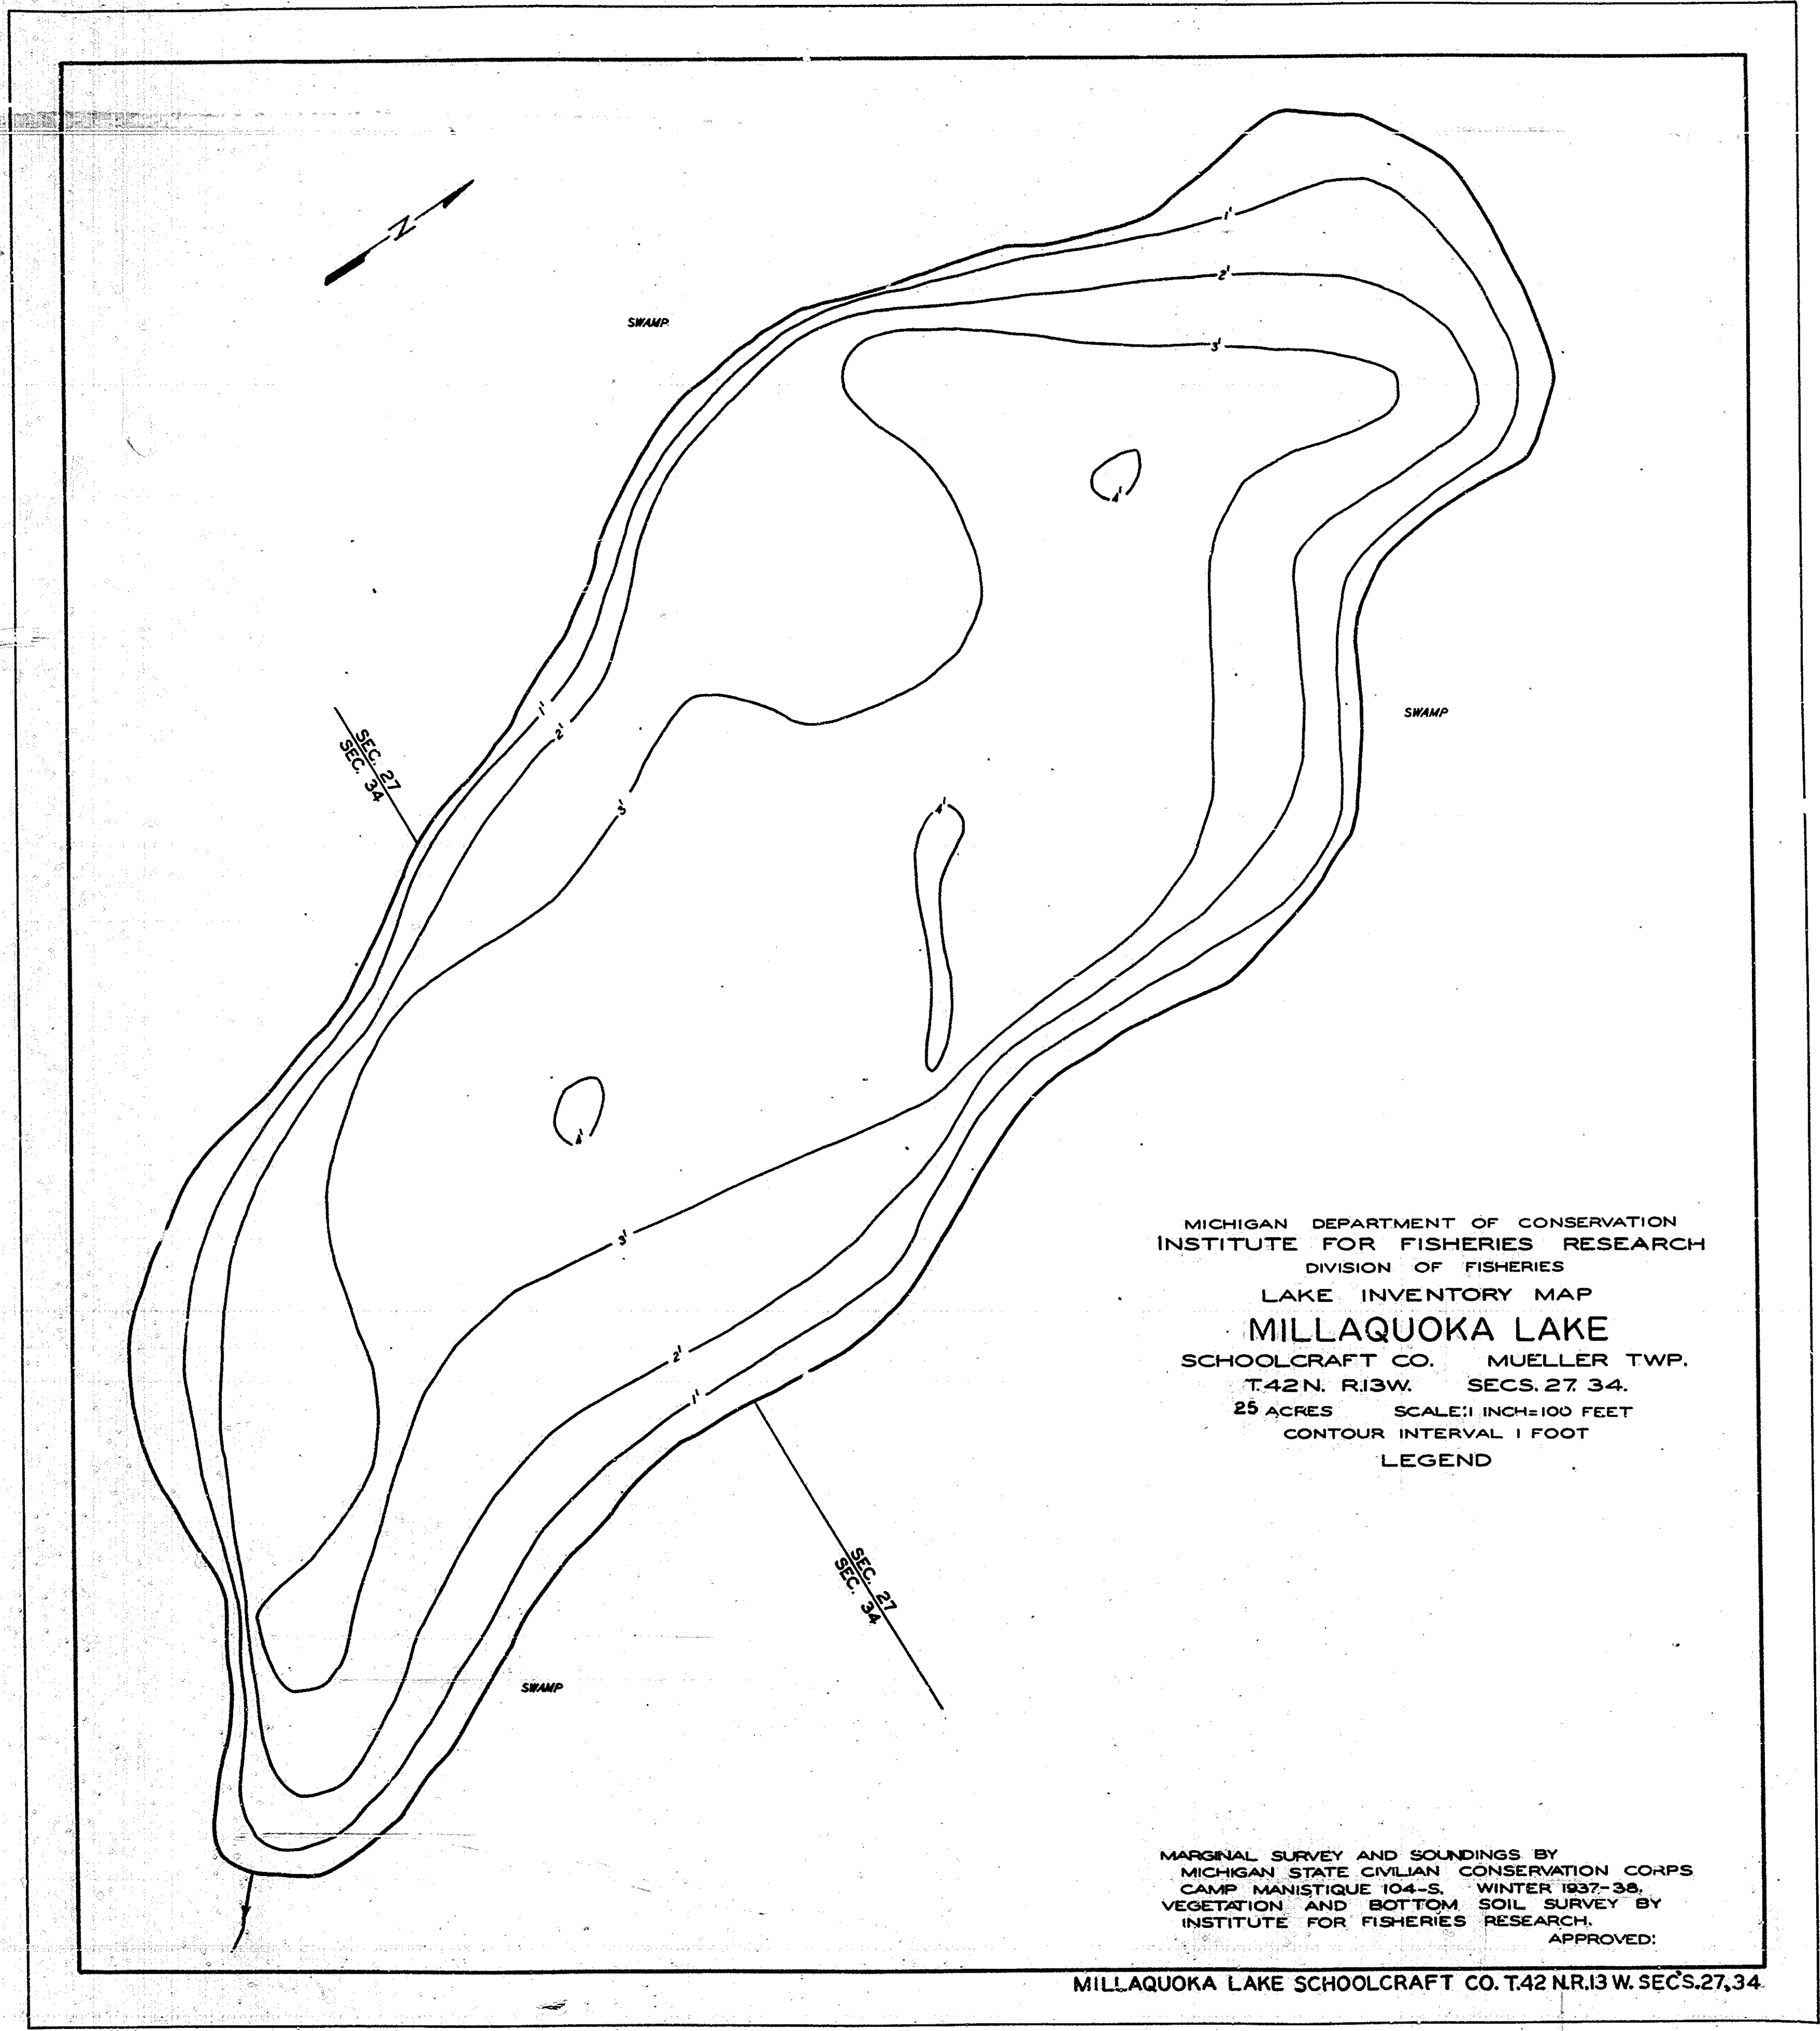 N
1'
2'
SWAMP
3'
4'
1'
2'
SWAMP
SEC. 27
SEC. 34
3'
4'
4'
3'
MICHIGAN DEPARTMENT OF CONSERVATION
INSTITUTE FOR FISHERIES RESEARCH
DIVISION OF FISHERIES
LAKE INVENTORY MAP
MILLAQUOKA LAKE
SCHOOLCRAFT CO. MUELLER TWP.
T.42N. R.13W. SECS. 27. 34.
25 ACRES SCALE: 1 INCH=100 FEET
CONTOUR INTERVAL 1 FOOT
LEGEND
2'
1'
SEC. 27
SEC. 34
SWAMP
MARGINAL SURVEY AND SOUNDINGS BY
MICHIGAN STATE CIVILIAN CONSERVATION CORPS
CAMP MANISTIQUE 104-S. WINTER 1937-38.
VEGETATION AND BOTTOM SOIL SURVEY BY
INSTITUTE FOR FISHERIES RESEARCH.
APPROVED:
MILLAQUOKA LAKE SCHOOLCRAFT CO. T.42 N.R.13 W. SEC'S.27,34